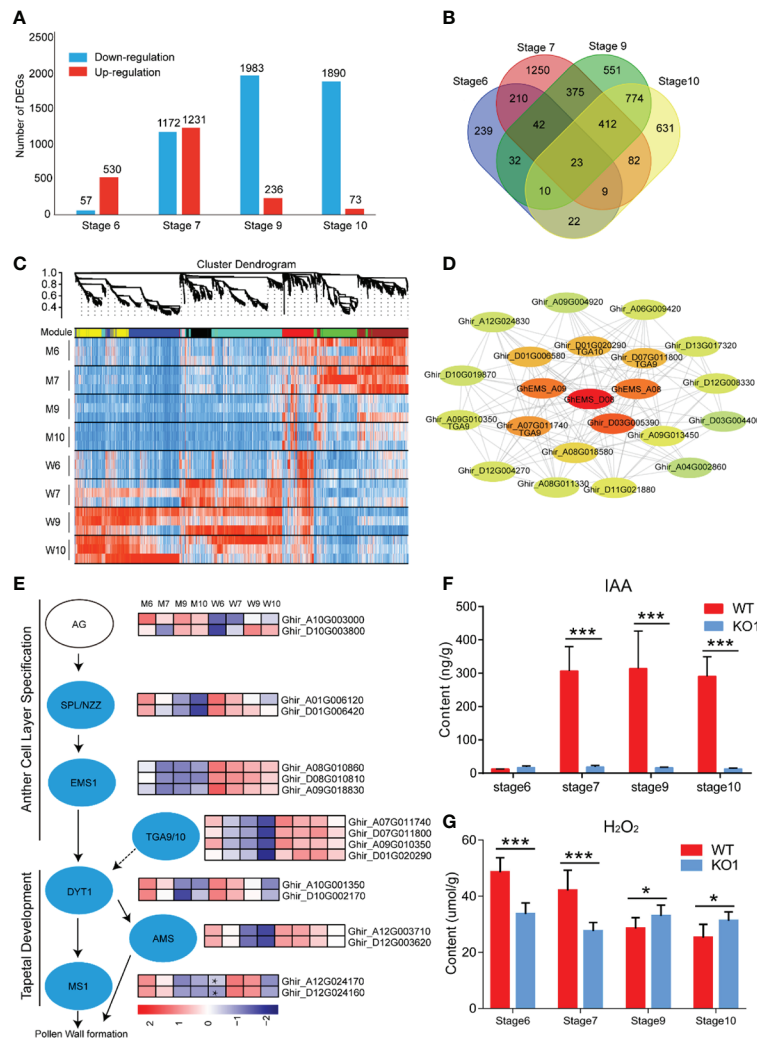 A
Down-regulation
Up-regulation
Number of DEGs
2500
2000
1500
1000
500
0
57
530
1172
1231
1983
236
1890
73
Stage 6
Stage 7
Stage 9
Stage 10
B
Stage6
Stage 7
Stage 9
Stage10
1250
551
210
375
774
239
42
412
631
32
23
82
10
9
22
C
Cluster Dendrogram
1.0
0.8
0.6
0.4
Module
M6
M7
M9
M10
W6
W7
W9
W10
D
Ghir_A09G004920
Ghir_A06G009420
Ghir_A12G024830
Ghir_D01G020290
TGA10
Ghir_D13G017320
Ghir_D01G006580
Ghir_D07G011800
TGA9
Ghir_D10G019870
Ghir_D12G008330
GhEMS_A09
GhEMS_A08
GhEMS_D08
Ghir_A09G010350
TGA9
Ghir_A07G011740
TGA9
Ghir_D03G005390
Ghir_D03G00440
Ghir_A09G013450
Ghir_A08G018580
Ghir_D12G004270
Ghir_A04G002860
Ghir_A08G011330
Ghir_D11G021880
E
Anther Cell Layer Specification
Tapetal Development
M6 M7 M9 M10 W6 W7 W9 W10
AG
Ghir_A10G003000
Ghir_D10G003800
SPL/NZZ
Ghir_A01G006120
Ghir_D01G006420
EMS1
Ghir_A08G010860
Ghir_D08G010810
Ghir_A09G018830
TGA9/10
Ghir_A07G011740
Ghir_D07G011800
Ghir_A09G010350
Ghir_D01G020290
DYT1
Ghir_A10G001350
Ghir_D10G002170
AMS
Ghir_A12G003710
Ghir_D12G003620
MS1
Ghir_A12G024170
Ghir_D12G024160
*
*
2 1 0 -1 -2
Pollen Wall formation
F
IAA
WT
KO1
Content (ng/g)
500
400
300
200
100
0
***
***
***
stage6
stage7
stage9
stage10
G
H₂O₂
WT
KO1
Content (umol/g)
60
40
20
0
***
***
*
*
Stage6
Stage7
Stage9
Stage10